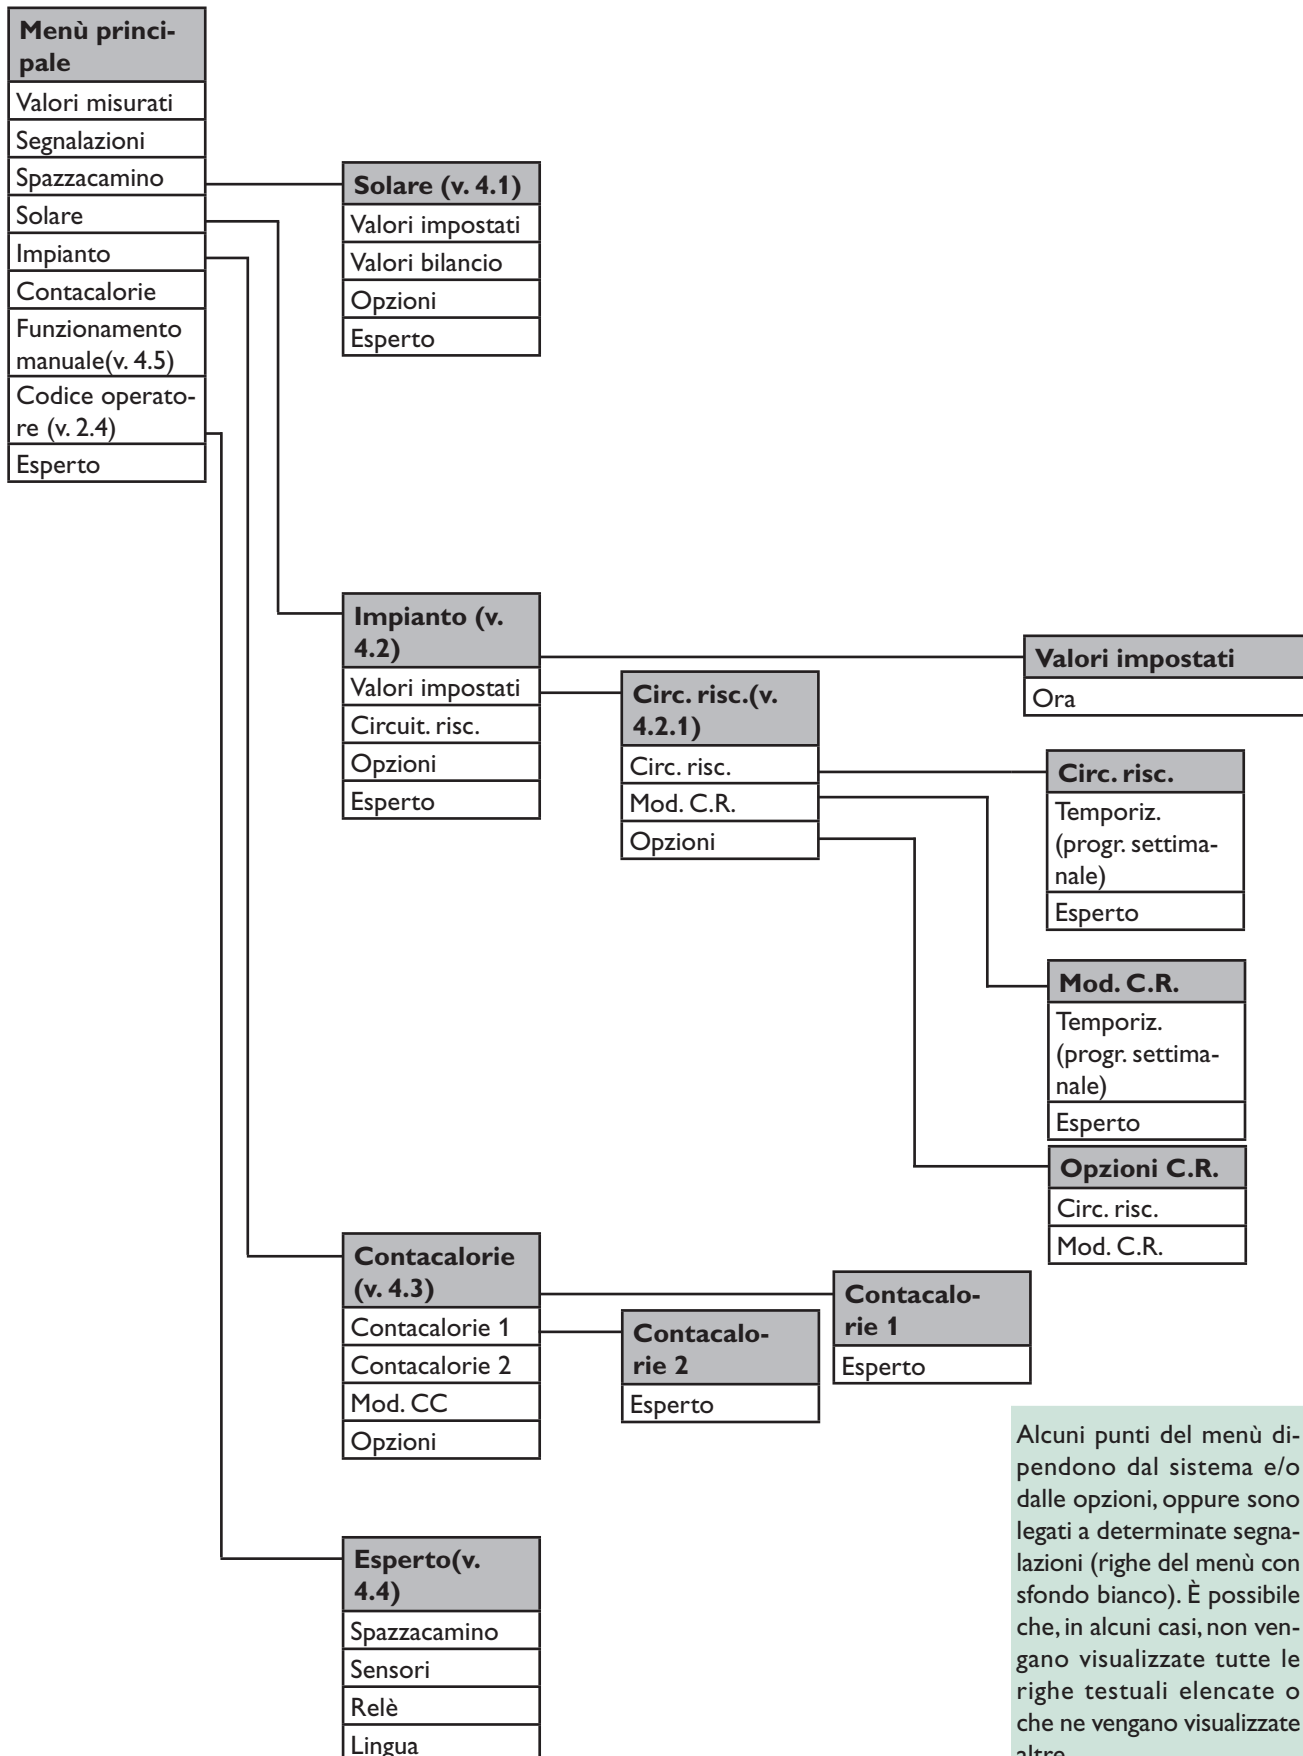 Menù princi-
pale
Valori misurati
Segnalazioni
Spazzacamino
Solare
Impianto
Contacalorie
Funzionamento
manuale(v. 4.5)
Codice operato-
re (v. 2.4)
Esperto
Solare (v. 4.1)
Valori impostati
Valori bilancio
Opzioni
Esperto
Impianto (v.
4.2)
Valori impostati
Circuit. risc.
Opzioni
Esperto
Circ. risc.(v.
4.2.1)
Circ. risc.
Mod. C.R.
Opzioni
Valori impostati
Ora
Circ. risc.
Temporiz.
(progr. settima-
nale)
Esperto
Mod. C.R.
Temporiz.
(progr. settima-
nale)
Esperto
Opzioni C.R.
Circ. risc.
Mod. C.R.
Contacalorie
(v. 4.3)
Contacalorie 1
Contacalorie 2
Mod. CC
Opzioni
Contacalo-
rie 2
Esperto
Contacalo-
rie 1
Esperto
Esperto(v.
4.4)
Spazzacamino
Sensori
Relè
Lingua
Alcuni punti del menù di-
pendono dal sistema e/o
dalle opzioni, oppure sono
legati a determinate segna-
lazioni (righe del menù con
sfondo bianco). È possibile
che, in alcuni casi, non ven-
gano visualizzate tutte le
righe testuali elencate o
che ne vengano visualizzate
altre